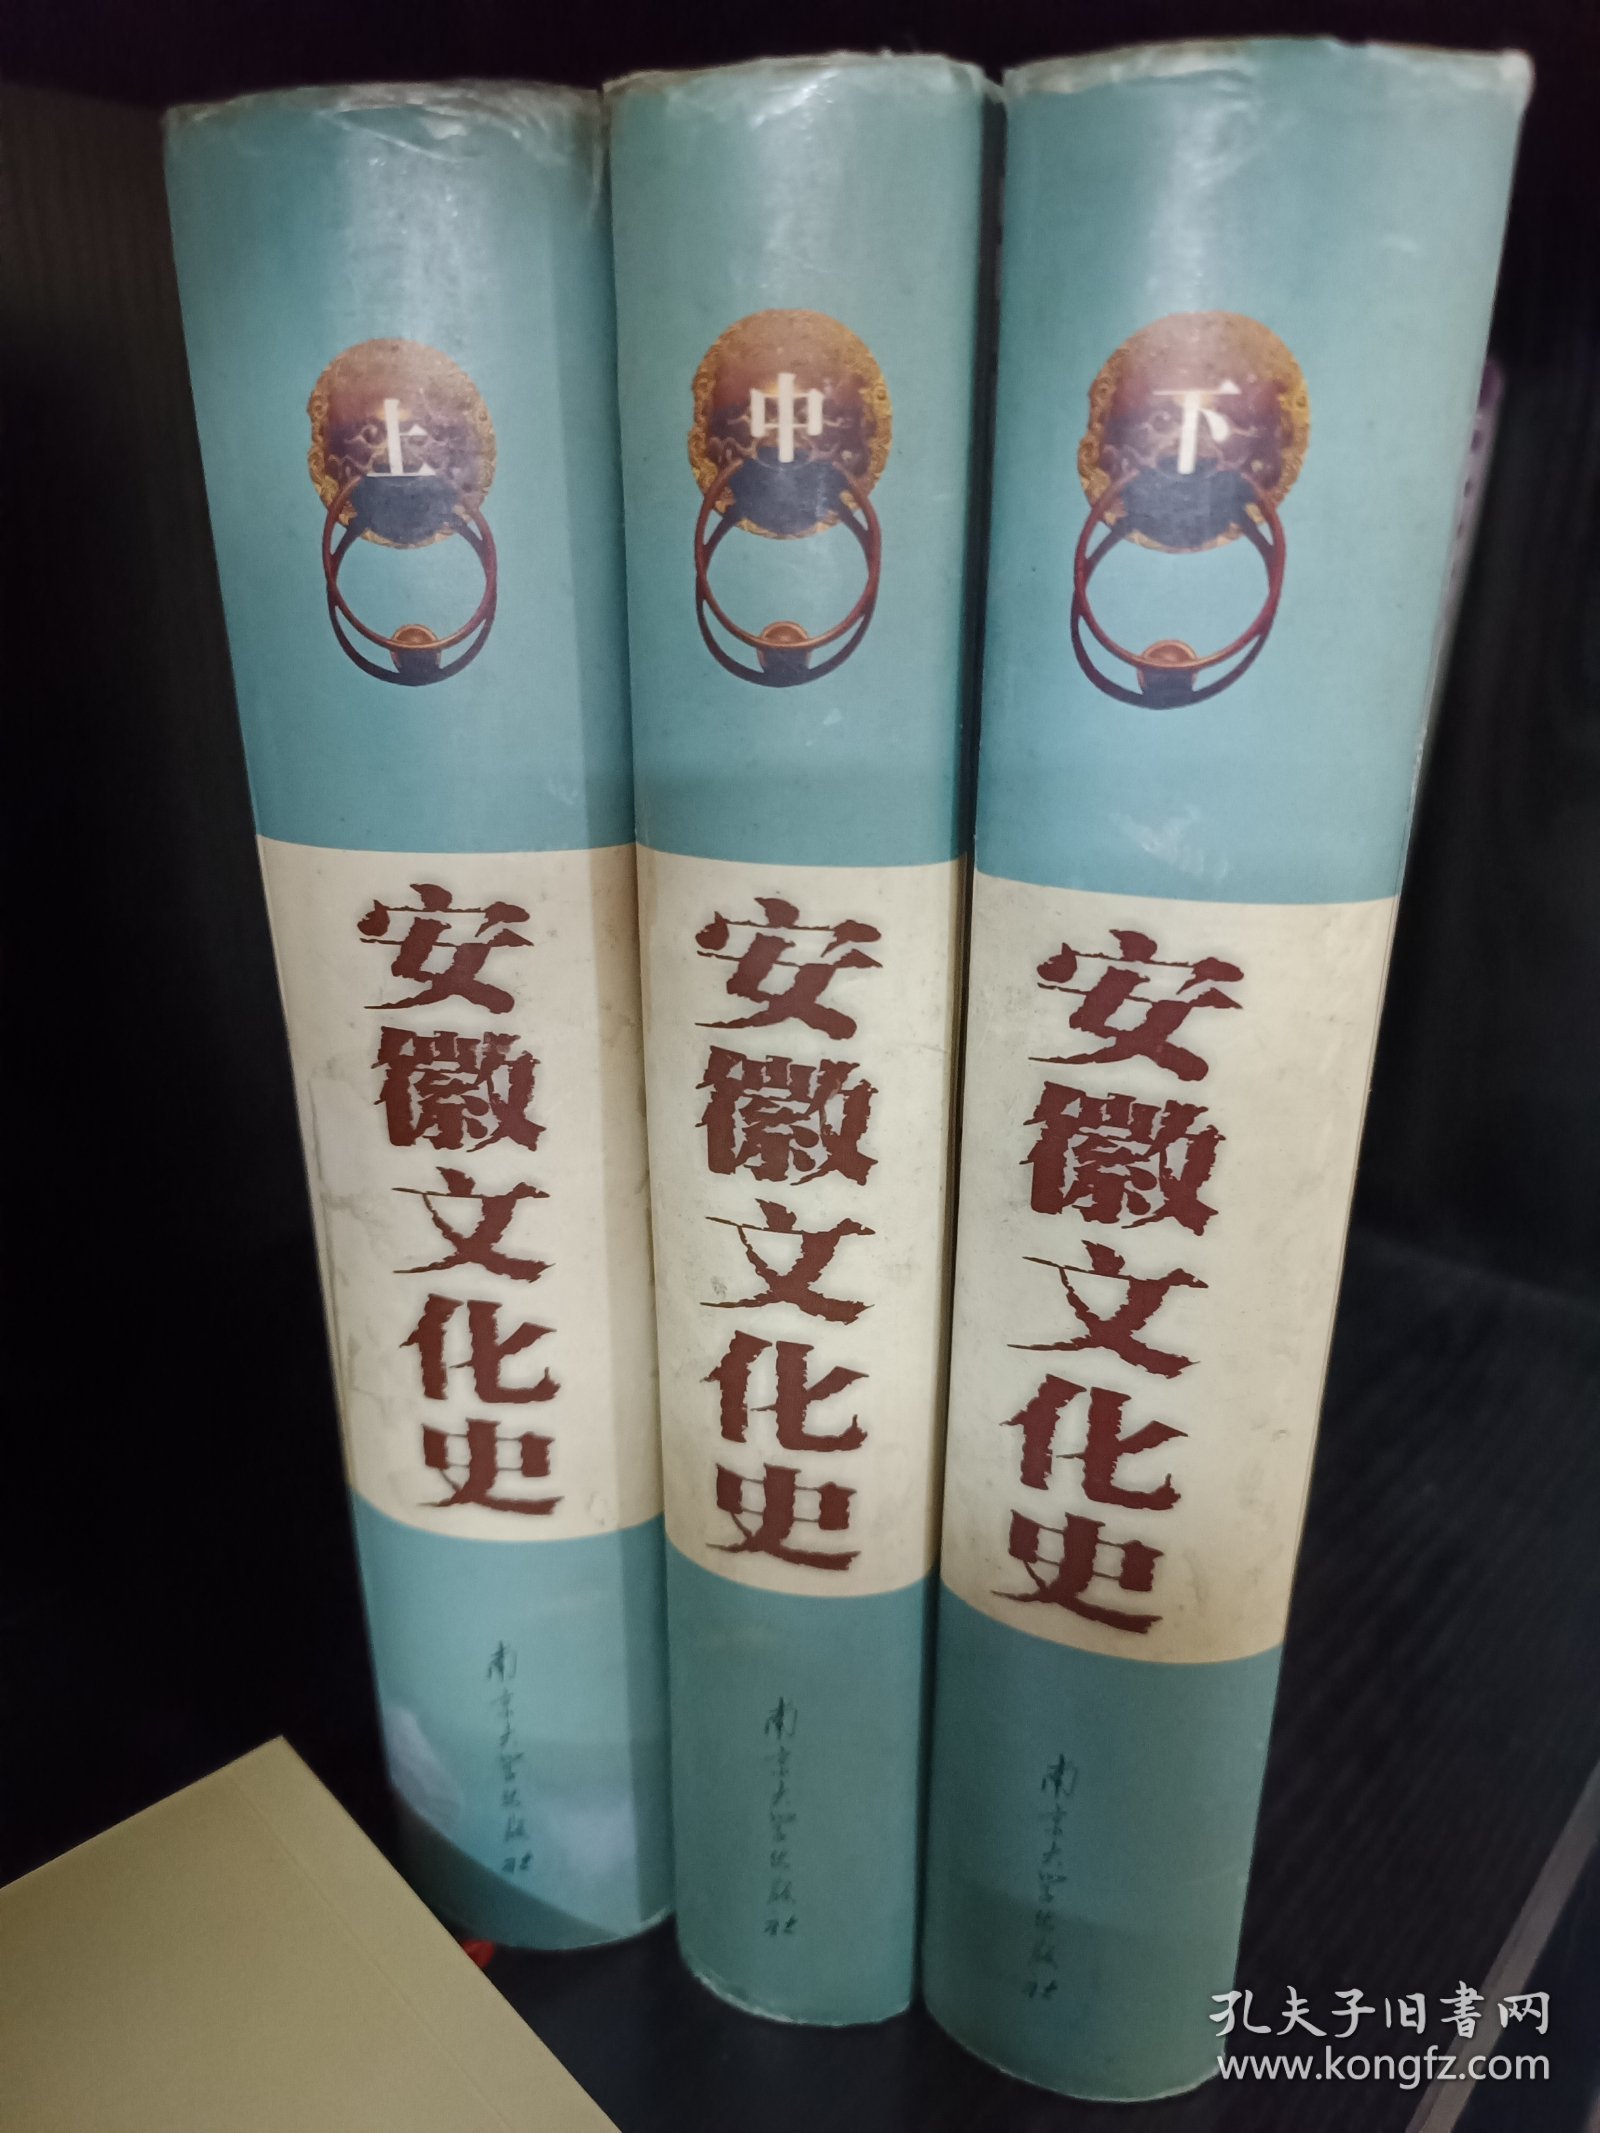 上
安徽文化史
南京大学出版社
中
安徽文化史
南京大学出版社
下
安徽文化史
南京大学出版社
孔夫子旧書网
www.kongfz.com